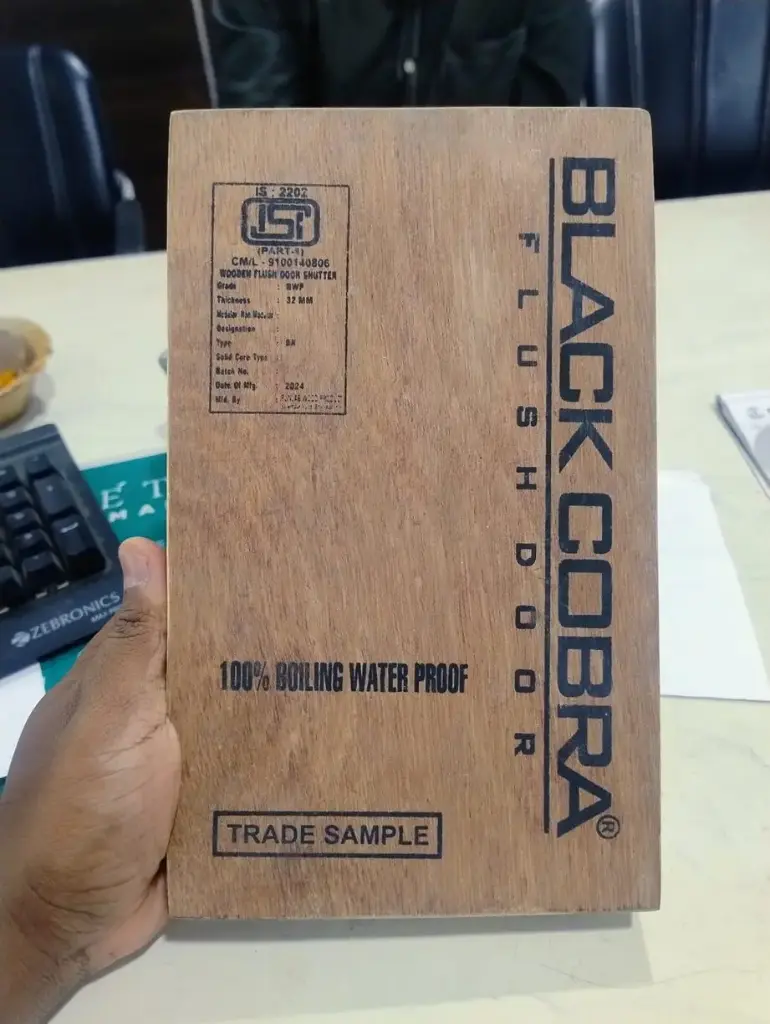 IS : 2202
ISI
(PART-1)
CM/L - 9100140806
WOODEN FLUSH DOOR SHUTTER
Grade : BWP
Thickness : 32 MM
Designation :
Type :
Solid Core Type :
Batch No. :
Date Of Mfg. : 2024
Mfd. By :
BLACK COBRA®
FLUSH DOOR
100% BOILING WATER PROOF
TRADE SAMPLE
ZEBRONICS